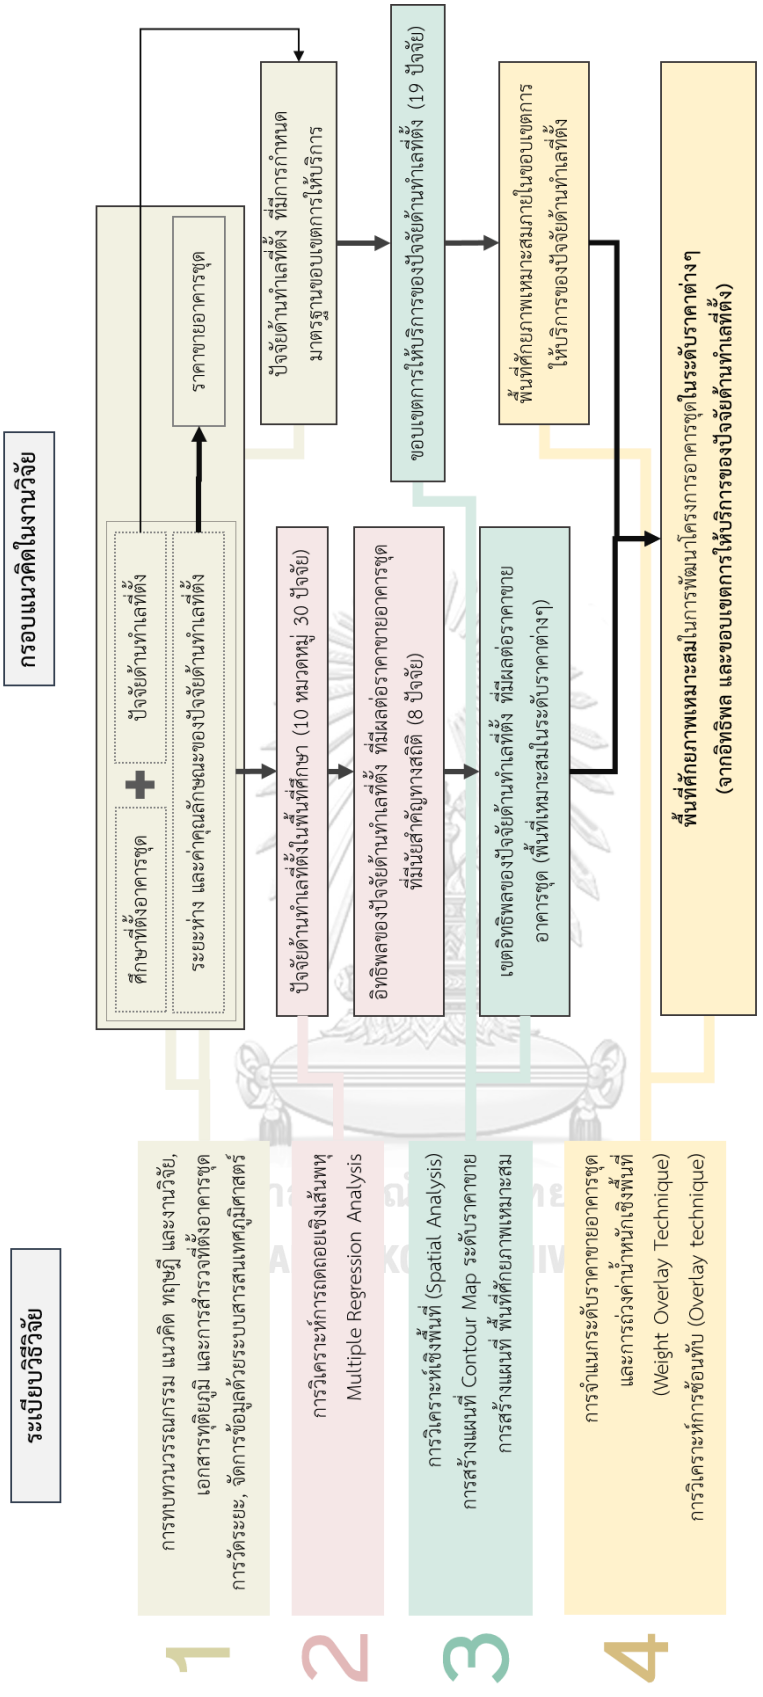 ระเบียบวิธีวิจัย
กรอบแนวคิดในงานวิจัย
1
การทบทวนวรรณกรรม แนวคิด ทฤษฎี และงานวิจัย,
เอกสารทุติยภูมิ และการสำรวจที่ตั้งอาคารชุด
การวัดระยะ, จัดการข้อมูลด้วยระบบสารสนเทศภูมิศาสตร์
ศึกษาที่ตั้งอาคารชุด
ปัจจัยด้านทำเลที่ตั้ง
ระยะห่าง และค่าคุณลักษณะของปัจจัยด้านทำเลที่ตั้ง
ราคาขายอาคารชุด
ปัจจัยด้านทำเลที่ตั้ง ที่มีการกำหนด
มาตรฐานขอบเขตการให้บริการ
2
การวิเคราะห์การถดถอยเชิงเส้นพหุ
Multiple Regression Analysis
ปัจจัยด้านทำเลที่ตั้งในพื้นที่ศึกษา (10 หมวดหมู่ 30 ปัจจัย)
อิทธิพลของปัจจัยด้านทำเลที่ตั้ง ที่มีผลต่อราคาขายอาคารชุด
ที่มีนัยสำคัญทางสถิติ (8 ปัจจัย)
3
การวิเคราะห์เชิงพื้นที่ (Spatial Analysis)
การสร้างแผนที่ Contour Map ระดับราคาขาย
การสร้างแผนที่ พื้นที่ศักยภาพเหมาะสม
ขอบเขตการให้บริการของปัจจัยด้านทำเลที่ตั้ง (19 ปัจจัย)
เขตอิทธิพลของปัจจัยด้านทำเลที่ตั้ง ที่มีผลต่อราคาขาย
อาคารชุด (พื้นที่เหมาะสมในระดับราคาต่างๆ)
4
การจำแนกระดับราคาขายอาคารชุด
และการถ่วงค่าน้ำหนักเชิงพื้นที่
(Weight Overlay Technique)
การวิเคราะห์การซ้อนทับ (Overlay technique)
พื้นที่ศักยภาพเหมาะสมภายในขอบเขตการ
ให้บริการของปัจจัยด้านทำเลที่ตั้ง
พื้นที่ศักยภาพเหมาะสมในการพัฒนาโครงการอาคารชุดในระดับราคาต่างๆ
(จากอิทธิพล และขอบเขตการให้บริการของปัจจัยด้านทำเลที่ตั้ง)